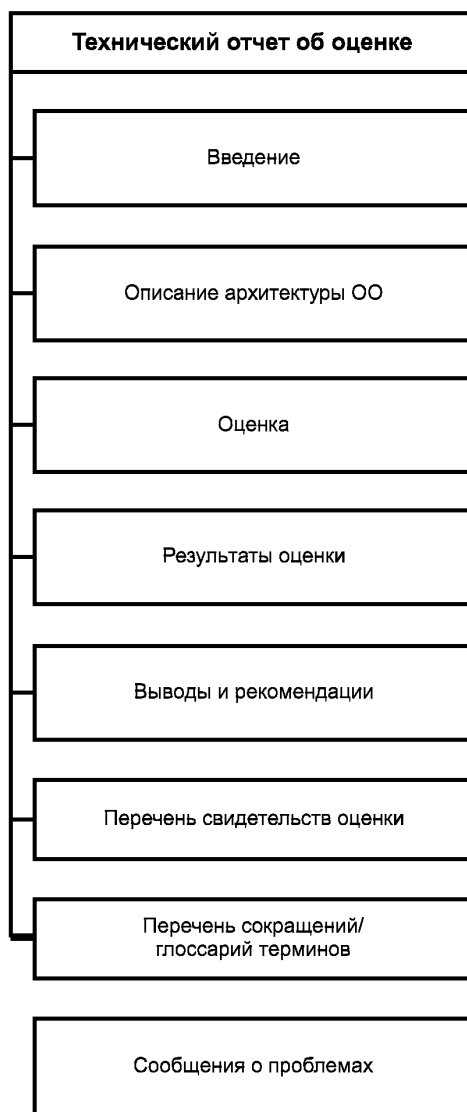 Технический отчет об оценке
Введение
Описание архитектуры ОО
Оценка
Результаты оценки
Выводы и рекомендации
Перечень свидетельств оценки
Перечень сокращений/
глоссарий терминов
Сообщения о проблемах